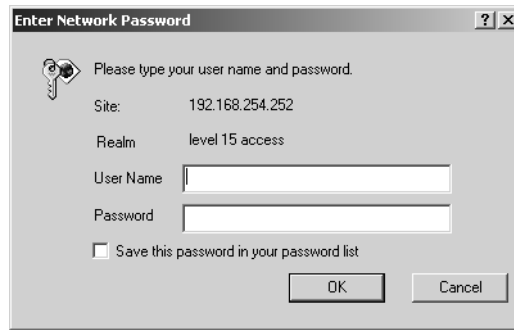 Enter Network Password
Please type your user name and password.
Site: 192.168.254.252
Realm level 15 access
User Name
Password
Save this password in your password list
OK Cancel